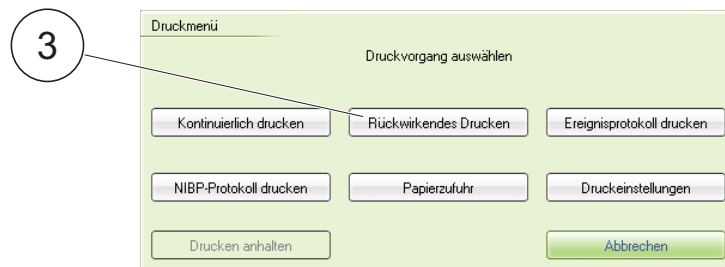 Druckmenü
3
Druckvorgang auswählen
Kontinuierlich drucken
Rückwirkendes Drucken
Ereignisprotokoll drucken
NIBP-Protokoll drucken
Papierzufuhr
Druckeinstellungen
Drucken anhalten
Abbrechen